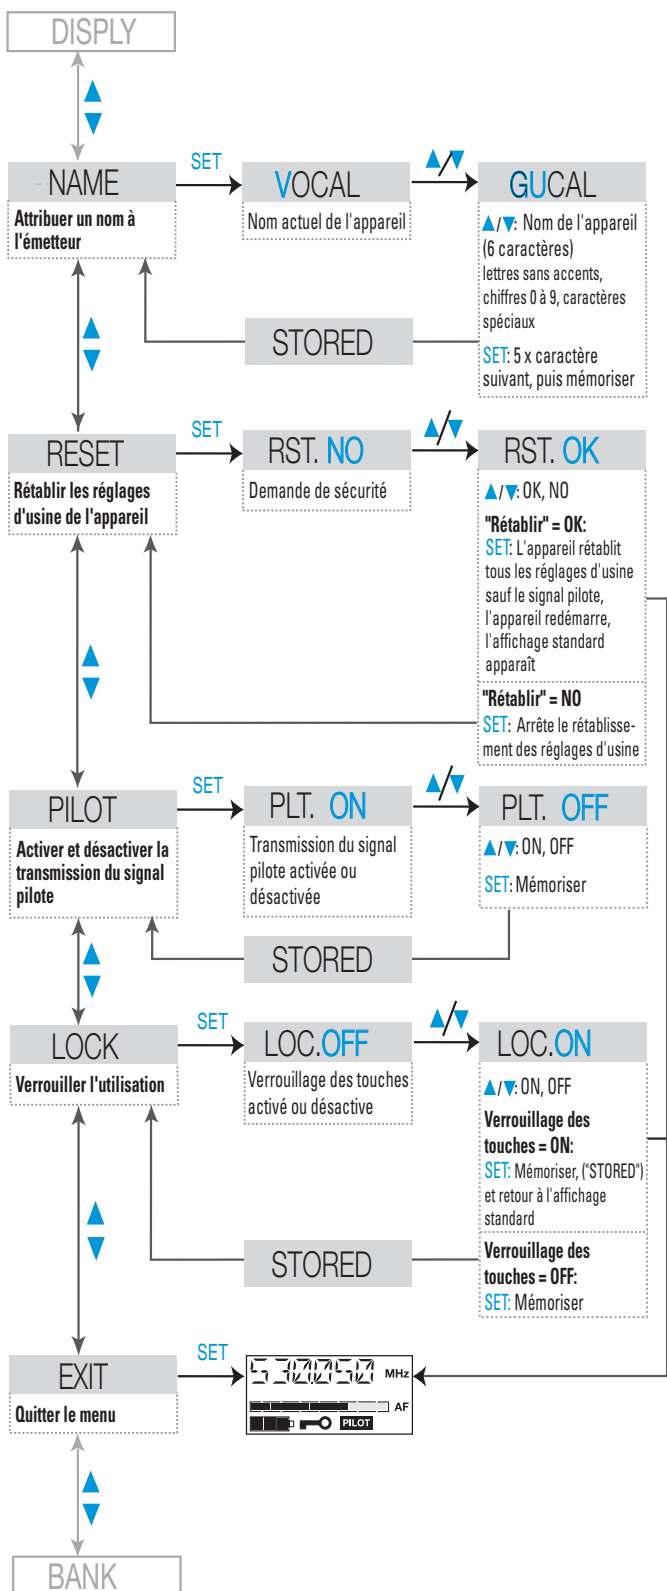 DISPLY
SET
NAME
VOCAL
GUCAL
Attribuer un nom à
l'émetteur
Nom actuel de l'appareil
▲/▼: Nom de l'appareil
(6 caractères)
lettres sans accents,
chiffres 0 à 9, caractères
spéciaux
SET: 5 x caractère
suivant, puis mémoriser
STORED
SET
RESET
RST. NO
RST. OK
Rétablir les réglages
d'usine de l'appareil
Demande de sécurité
▲/▼: OK, NO
"Rétablir" = OK:
SET: L'appareil rétablit
tous les réglages d'usine
sauf le signal pilote,
l'appareil redémarre,
l'affichage standard
apparaît
"Rétablir" = NO
SET: Arrête le rétablisse-
ment des réglages d'usine
SET
PILOT
PLT. ON
PLT. OFF
Activer et désactiver la
transmission du signal
pilote
Transmission du signal
pilote activée ou
désactivée
▲/▼: ON, OFF
SET: Mémoriser
STORED
SET
LOCK
LOC.OFF
LOC.ON
Verrouiller l'utilisation
Verrouillage des touches
activé ou désactive
▲/▼: ON, OFF
Verrouillage des
touches = ON:
SET: Mémoriser, ("STORED")
et retour à l'affichage
standard
Verrouillage des
touches = OFF:
SET: Mémoriser
STORED
SET
EXIT
Quitter le menu
530.050 MHz
AF
PILOT
BANK